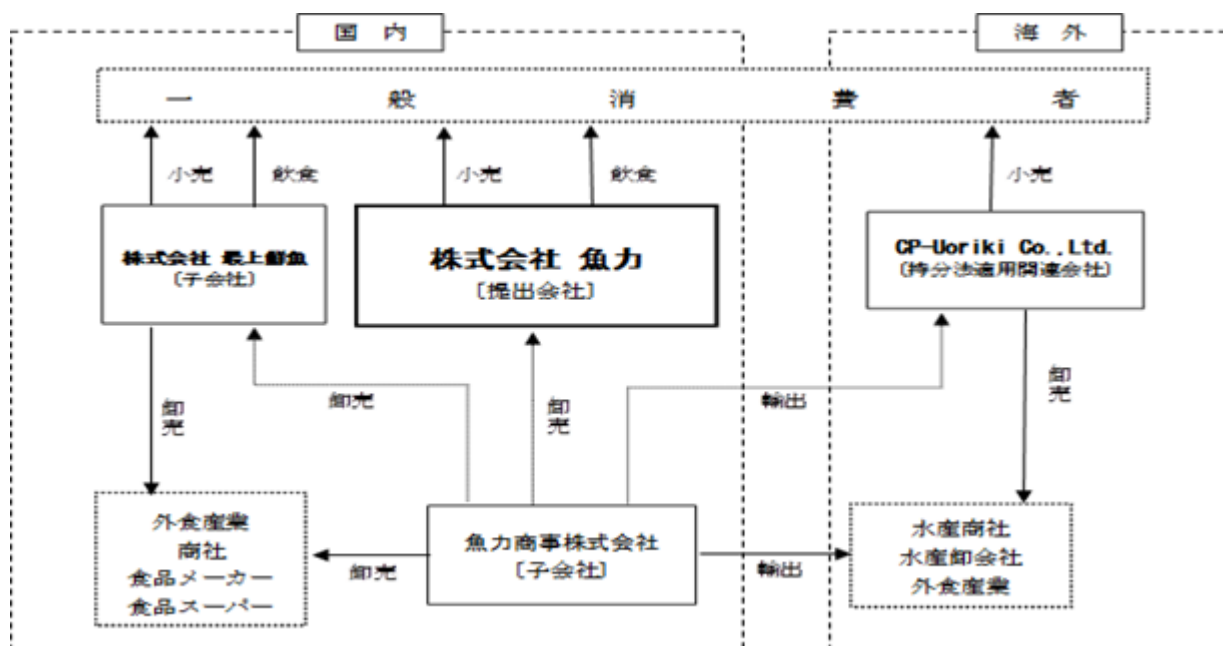 国内
海外
一般消費者
小売
飲食
小売
飲食
小売
株式会社 最上鮮魚
〔子会社〕
株式会社 魚力
〔提出会社〕
CP-Uoriki Co.,Ltd.
〔持分法適用関連会社〕
卸売
卸売
卸売
輸出
卸売
外食産業
商社
食品メーカー
食品スーパー
卸売
魚力商事株式会社
〔子会社〕
輸出
水産商社
水産卸会社
外食産業